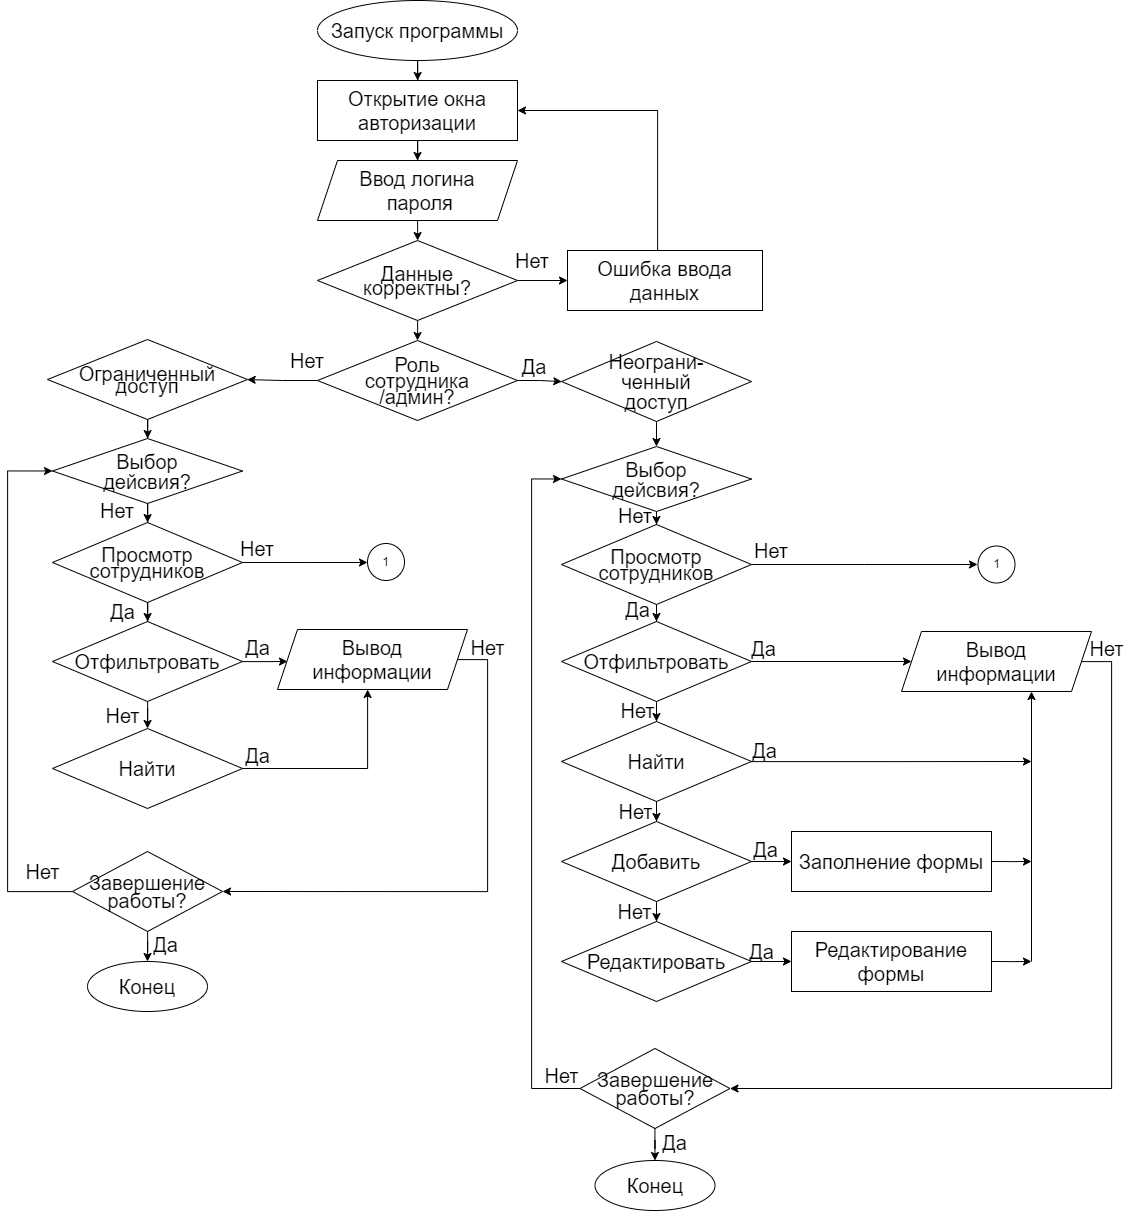 Запуск программы
Открытие окна
авторизации
Ввод логина
пароля
Данные
корректны?
Нет
Ошибка ввода
данных
Роль
сотрудника
/админ?
Нет
Да
Ограниченный
доступ
Выбор
дейсвия?
Нет
Просмотр
сотрудников
Нет
1
Да
Отфильтровать
Да
Вывод
информации
Нет
Нет
Найти
Да
Завершение
работы?
Нет
Да
Конец
Неограни-
ченный
доступ
Выбор
дейсвия?
Нет
Просмотр
сотрудников
Нет
1
Да
Отфильтровать
Да
Вывод
информации
Нет
Нет
Найти
Да
Нет
Добавить
Да
Заполнение формы
Нет
Редактировать
Да
Редактирование
формы
Завершение
работы?
Нет
Да
Конец